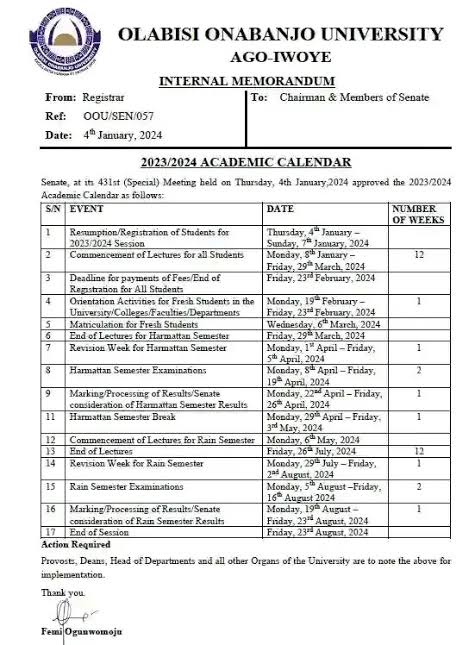 OLABISI ONABANJO UNIVERSITY
AGO-IWOYE
INTERNAL MEMORANDUM
From: Registrar
To: Chairman & Members of Senate
Ref: OOU/SEN/057
Date: 4th January, 2024
2023/2024 ACADEMIC CALENDAR
Senate, at its 431st (Special) Meeting held on Thursday, 4th January,2024 approved the 2023/2024
Academic Calendar as follows:
S/N EVENT DATE NUMBER
OF WEEKS
1 Resumption/Registration of Students for Thursday, 4th January –
2023/2024 Session Sunday, 7th January, 2024
2 Commencement of Lectures for all Students Monday, 8th January – 12
Friday, 29th March, 2024
3 Deadline for payments of Fees/End of Friday, 23rd February, 2024
Registration for All Students
4 Orientation Activities for Fresh Students in the Monday, 19th February – 1
University/Colleges/Faculties/Departments Friday, 23rd February, 2024
5 Matriculation for Fresh Students Wednesday, 6th March, 2024
6 End of Lectures for Harmattan Semester Friday, 29th March, 2024
7 Revision Week for Harmattan Semester Monday, 1st April – Friday, 1
5th April, 2024
8 Harmattan Semester Examinations Monday, 8th April – Friday, 2
19th April, 2024
9 Marking/Processing of Results/Senate Monday, 22nd April – Friday, 1
consideration of Harmattan Semester Results 26th April, 2024
11 Harmattan Semester Break Monday, 29th April – Friday, 1
3rd May, 2024
12 Commencement of Lectures for Rain Semester Monday, 6th May, 2024
13 End of Lectures Friday, 26th July, 2024 12
14 Revision Week for Rain Semester Monday, 29th July – Friday, 1
2nd August, 2024
15 Rain Semester Examinations Monday, 5th August –Friday, 2
16th August 2024
16 Marking/Processing of Results/Senate Monday, 19th August – 1
consideration of Rain Semester Results Friday, 23rd August, 2024
17 End of Session Friday, 23rd August, 2024
Action Required
Provosts, Deans, Head of Departments and all other Organs of the University are to note the above for
implementation.
Thank you.
Femi Ogunwomoju